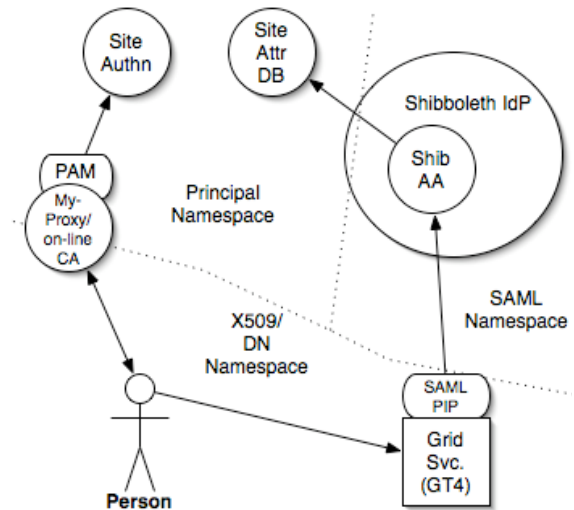 Site
Authn
Site
Attr
DB
Shibboleth IdP
PAM
Shib
AA
My-
Proxy/
on-line
CA
Principal
Namespace
SAML
Namespace
X509/
DN
Namespace
SAML
PIP
Grid
Svc.
(GT4)
Person